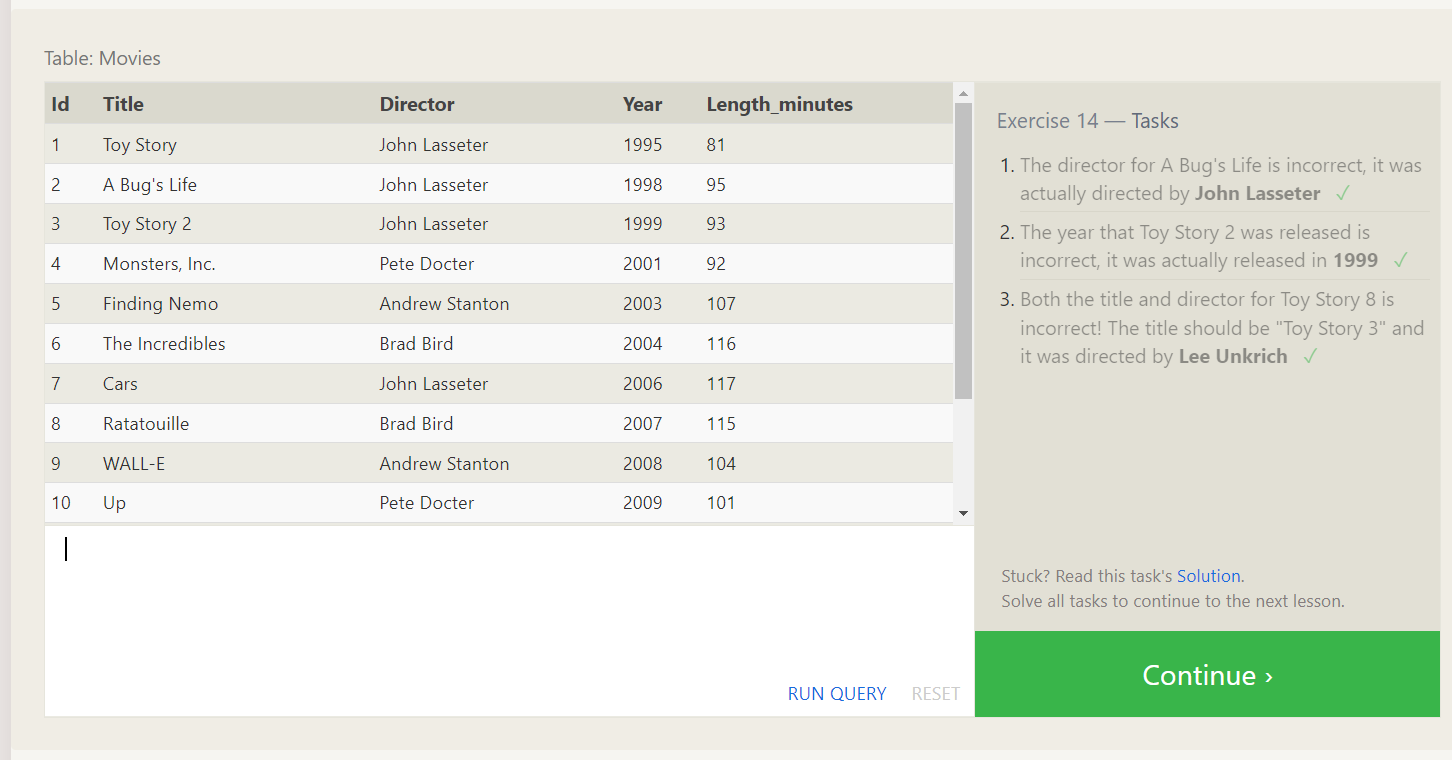 Table: Movies
Id Title Director Year Length_minutes
1 Toy Story John Lasseter 1995 81
2 A Bug's Life John Lasseter 1998 95
3 Toy Story 2 John Lasseter 1999 93
4 Monsters, Inc. Pete Docter 2001 92
5 Finding Nemo Andrew Stanton 2003 107
6 The Incredibles Brad Bird 2004 116
7 Cars John Lasseter 2006 117
8 Ratatouille Brad Bird 2007 115
9 WALL-E Andrew Stanton 2008 104
10 Up Pete Docter 2009 101
RUN QUERY RESET
Exercise 14 — Tasks
1. The director for A Bug's Life is incorrect, it was
actually directed by John Lasseter ✓
2. The year that Toy Story 2 was released is
incorrect, it was actually released in 1999 ✓
3. Both the title and director for Toy Story 8 is
incorrect! The title should be "Toy Story 3" and
it was directed by Lee Unkrich ✓
Stuck? Read this task's Solution.
Solve all tasks to continue to the next lesson.
Continue ›